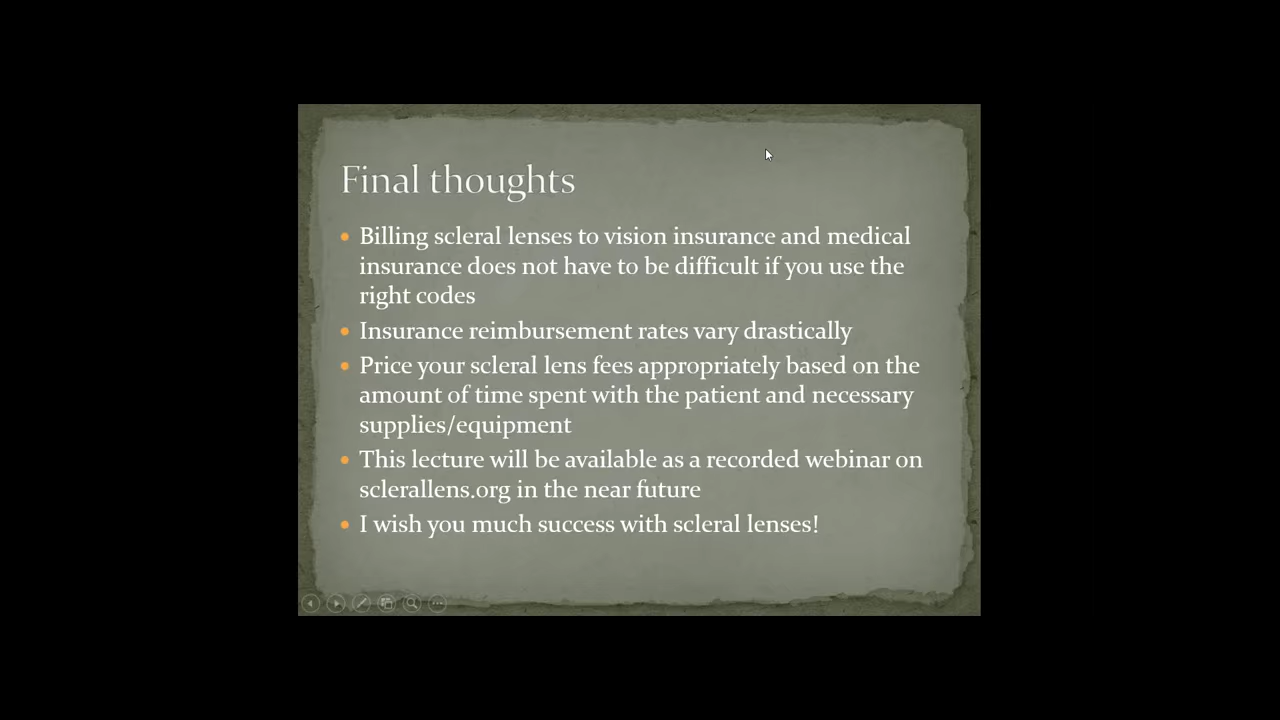 Final thoughts
• Billing scleral lenses to vision insurance and medical
insurance does not have to be difficult if you use the
right codes
• Insurance reimbursement rates vary drastically
• Price your scleral lens fees appropriately based on the
amount of time spent with the patient and necessary
supplies/equipment
• This lecture will be available as a recorded webinar on
sclerallens.org in the near future
• I wish you much success with scleral lenses!